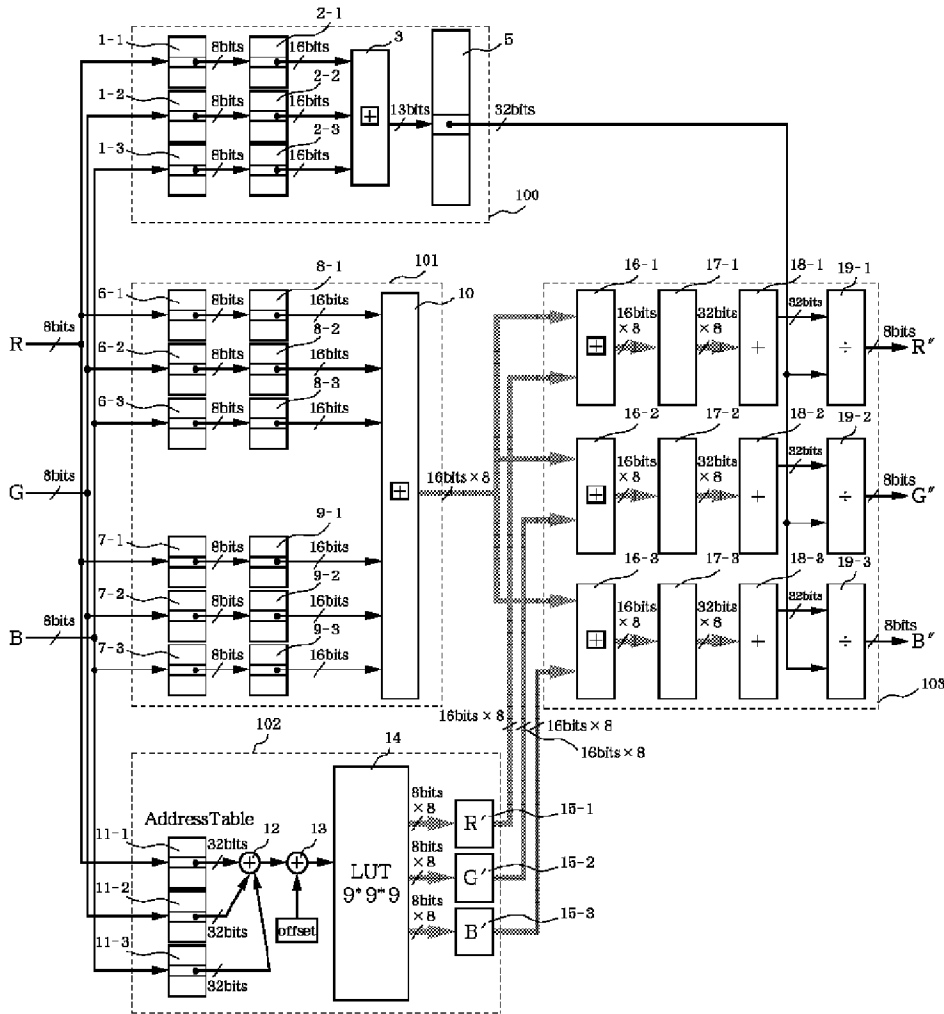 2-1
1-1
8bits
16bits
3
5
1-2
2-2
8bits
16bits
13bits
32bits
1-3
2-3
8bits
16bits
100
101
6-1
8-1
10
8bits
16bits
R
8bits
6-2
8-2
8bits
16bits
6-3
8-3
8bits
16bits
G
8bits
16bits×8
7-1
9-1
8bits
16bits
7-2
9-2
8bits
16bits
B
8bits
7-3
9-3
8bits
16bits
16-1
17-1
18-1
19-1
16bits
×8
32bits
×8
32bits
÷
8bits
R″
16-2
17-2
18-2
19-2
16bits
×8
32bits
×8
32bits
÷
8bits
G″
16-3
17-3
18-3
19-3
16bits
×8
32bits
×8
32bits
÷
8bits
B″
103
16bits×8
16bits×8
16bits×8
102
14
AddressTable
11-1
32bits
12
13
11-2
32bits
offset
11-3
32bits
LUT
9*9*9
8bits
×8
R′
15-1
8bits
×8
G′
15-2
8bits
×8
B′
15-3